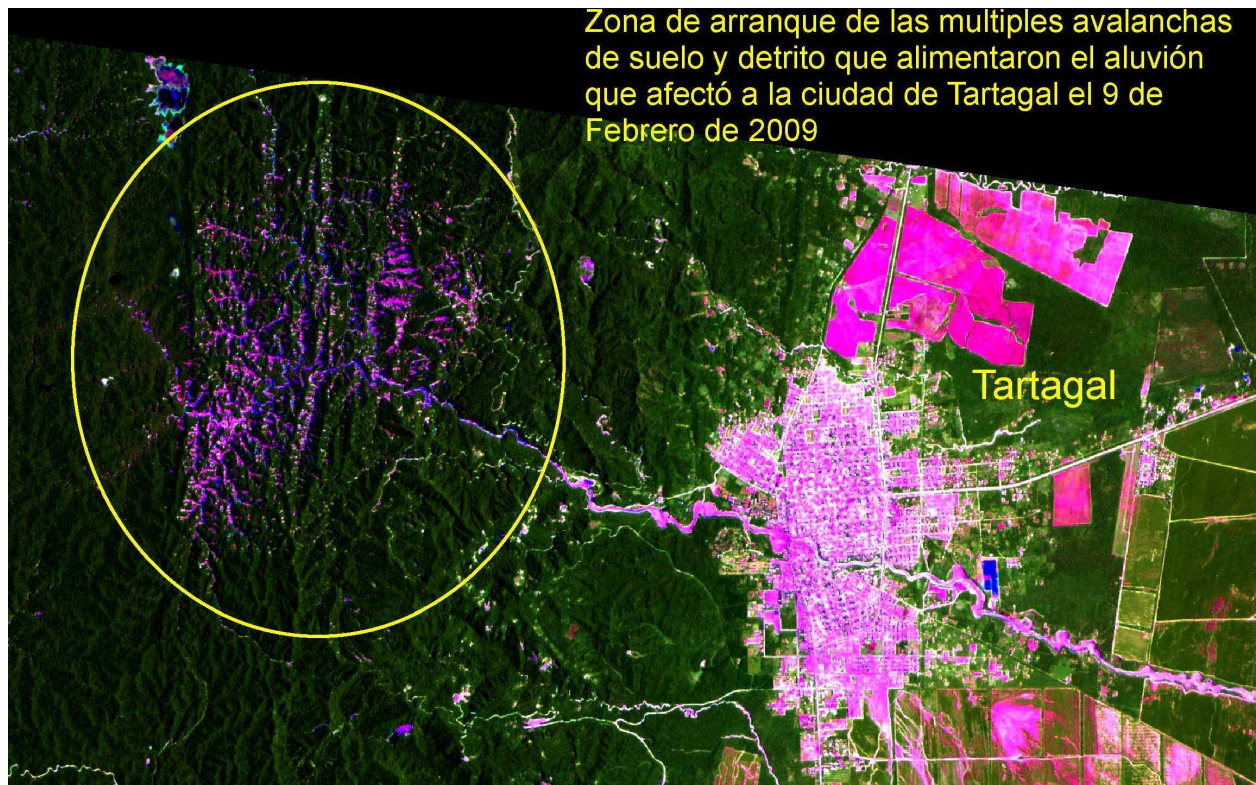 Zona de arranque de las multiples avalanchas
de suelo y detrito que alimentaron el aluvión
que afectó a la ciudad de Tartagal el 9 de
Febrero de 2009
Tartagal